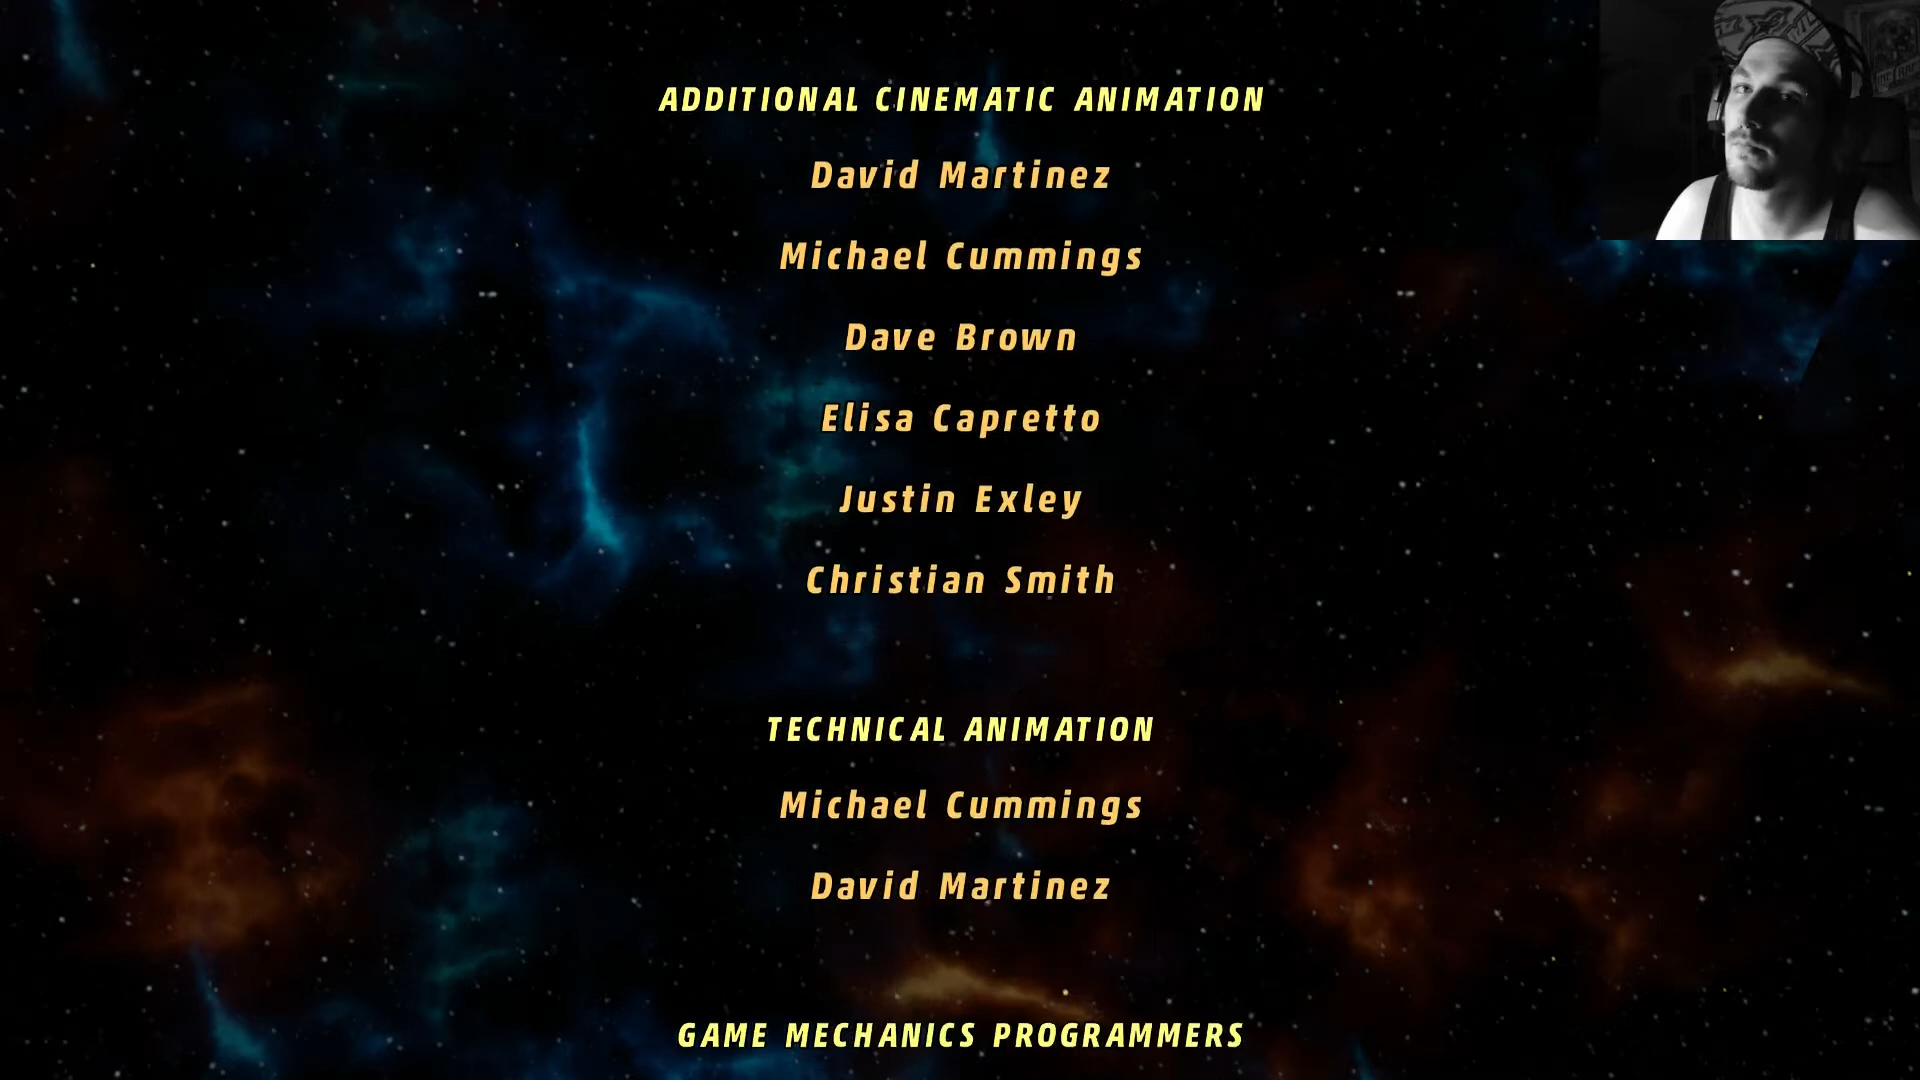 ADDITIONAL CINEMATIC ANIMATION
David Martinez
Michael Cummings
Dave Brown
Elisa Capretto
Justin Exley
Christian Smith
TECHNICAL ANIMATION
Michael Cummings
David Martinez
GAME MECHANICS PROGRAMMERS